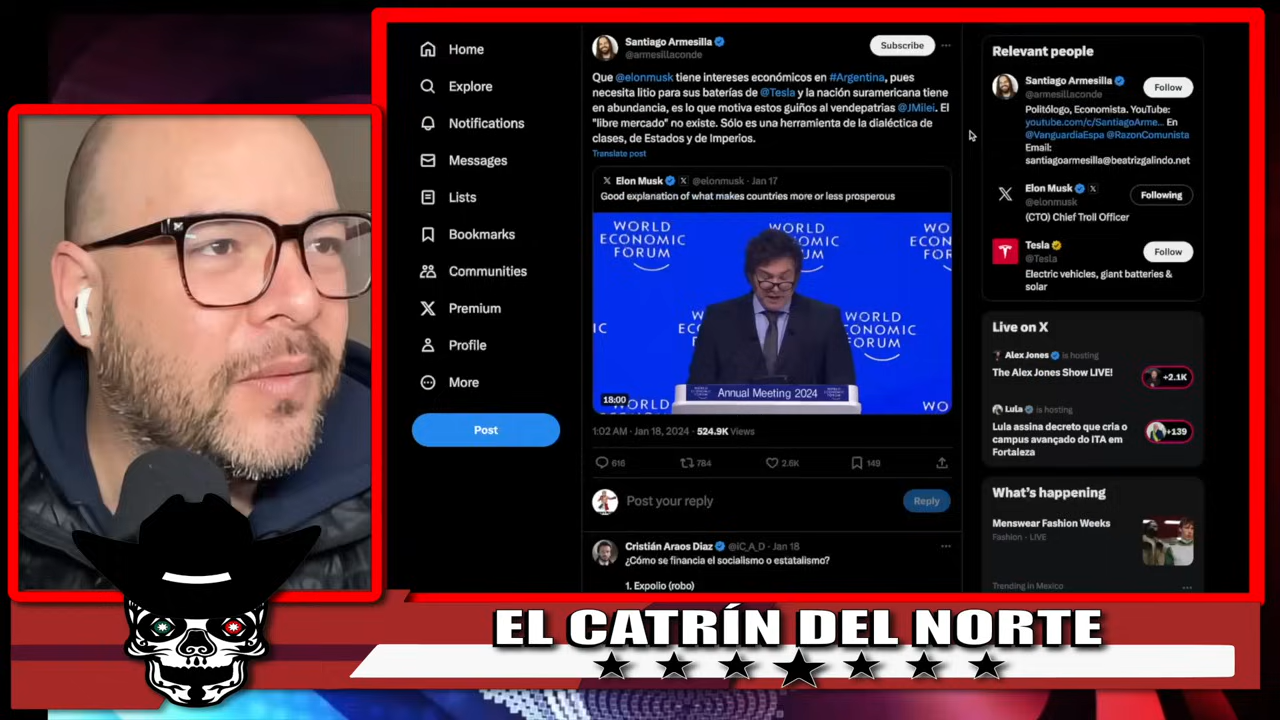 Home
Explore
Notifications
Messages
Lists
Bookmarks
Communities
Premium
Profile
More
Post
Santiago Armesilla
@armesillaconde
Subscribe
Que @elonmusk tiene intereses económicos en #Argentina, pues
necesita litio para sus baterías de @Tesla y la nación suramericana tiene
en abundancia, es lo que motiva estos guiños al vendepatrias @JMilei. El
"libre mercado" no existe. Sólo es una herramienta de la dialéctica de
clases, de Estados y de Imperios.
Translate post
Elon Musk @elonmusk · Jan 17
Good explanation of what makes countries more or less prosperous
WORLD
ECONOMIC
FORUM
WORLD
ECONOMIC
FORUM
Annual Meeting 2024
18:00
1:02 AM · Jan 18, 2024 · 524.9K Views
616
784
2.6K
149
Post your reply
Reply
Cristián Araos Diaz @iC_A_D · Jan 18
¿Cómo se financia el socialismo o estatalismo?
1. Expolio (robo)
Relevant people
Santiago Armesilla
@armesillaconde
Follow
Politólogo, Economista. YouTube:
youtube.com/c/SantiagoArme... En
@VanguardiaEspa @RazonComunista
Email:
santiagoarmesilla@beatrizgalindo.net
Elon Musk
@elonmusk
Following
(CTO) Chief Troll Officer
Tesla
@Tesla
Follow
Electric vehicles, giant batteries &
solar
Live on X
Alex Jones is hosting
The Alex Jones Show LIVE!
+2.1K
Lula is hosting
Lula assina decreto que cria o
campus avançado do ITA em
Fortaleza
+139
What's happening
Menswear Fashion Weeks
Fashion · LIVE
Trending in Mexico
EL CATRÍN DEL NORTE